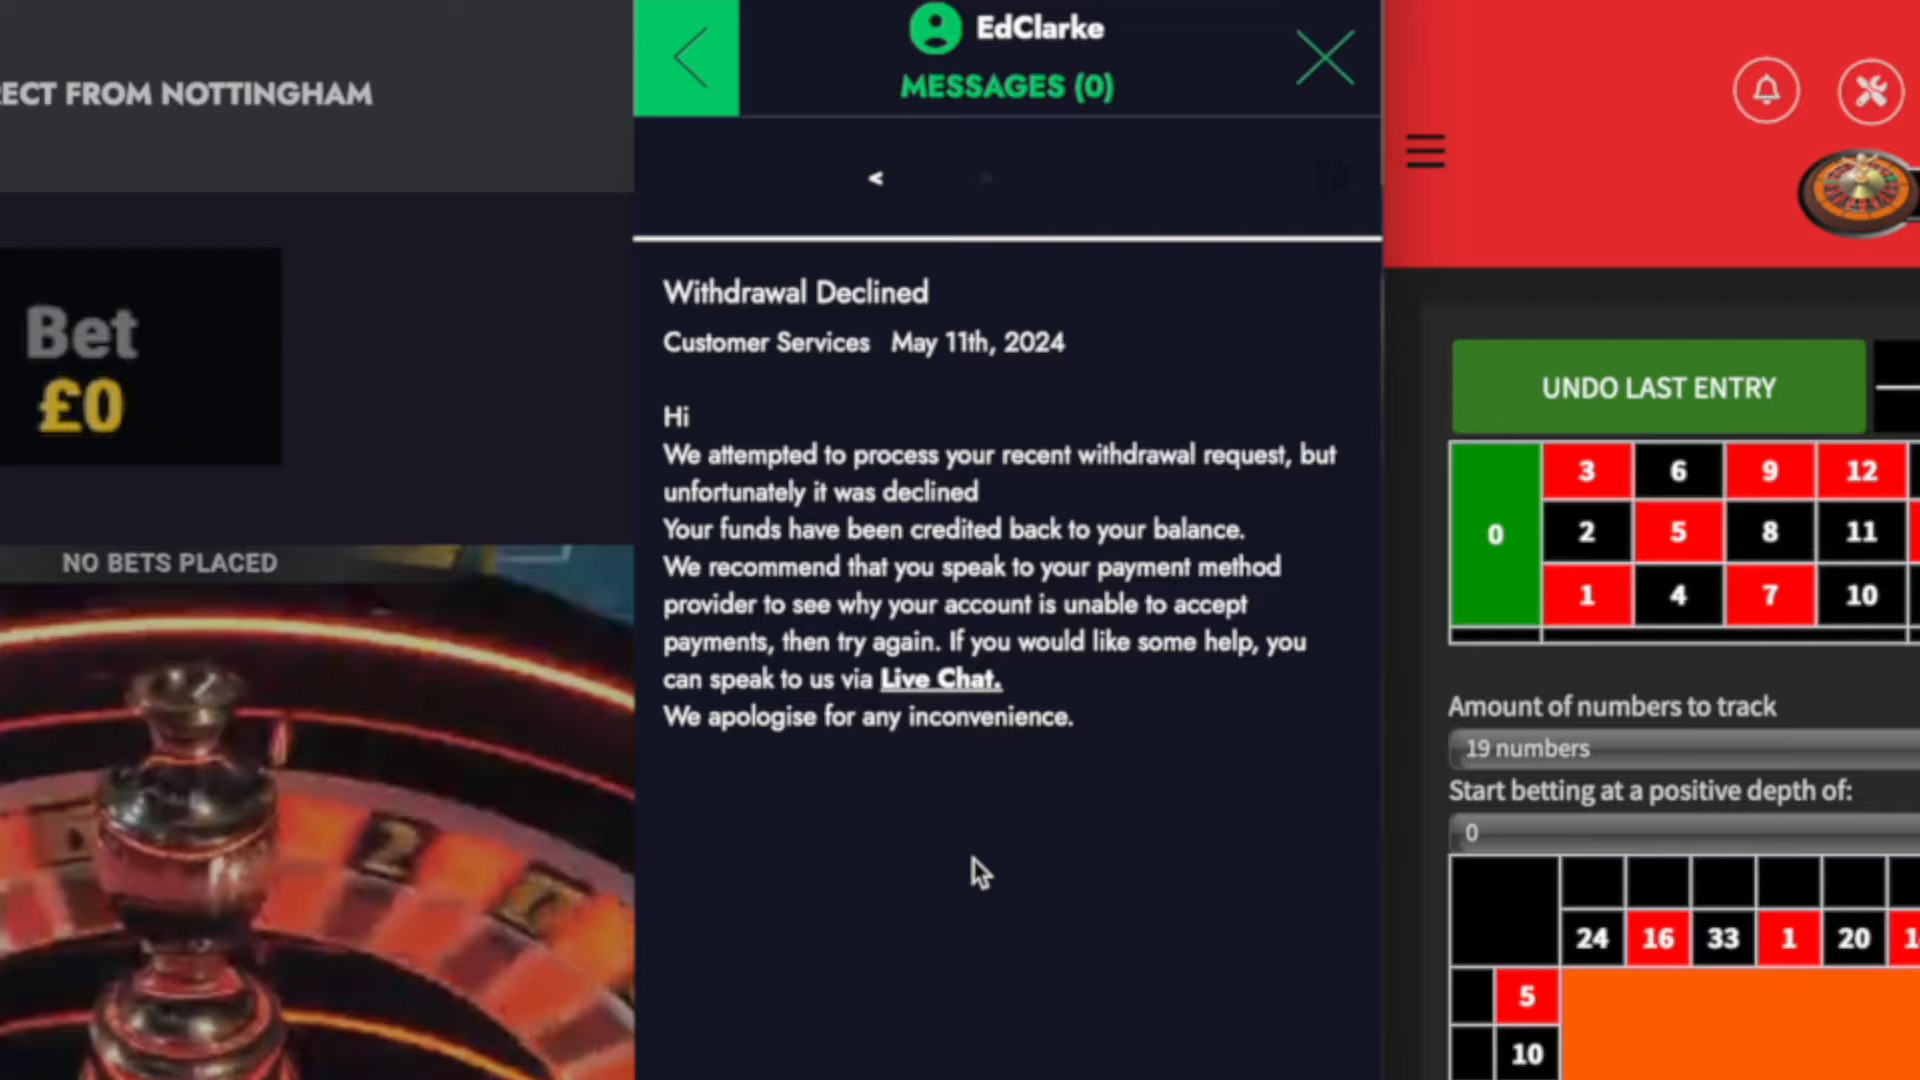 ECT FROM NOTTINGHAM
Bet
£0
NO BETS PLACED
2
7
EdClarke
MESSAGES (0)
< >
Withdrawal Declined
Customer Services May 11th, 2024
Hi
We attempted to process your recent withdrawal request, but
unfortunately it was declined
Your funds have been credited back to your balance.
We recommend that you speak to your payment method
provider to see why your account is unable to accept
payments, then try again. If you would like some help, you
can speak to us via Live Chat.
We apologise for any inconvenience.
UNDO LAST ENTRY
3 6 9 12
0 2 5 8 11
1 4 7 10
Amount of numbers to track
19 numbers
Start betting at a positive depth of:
0
24 16 33 1 20 1
5
10